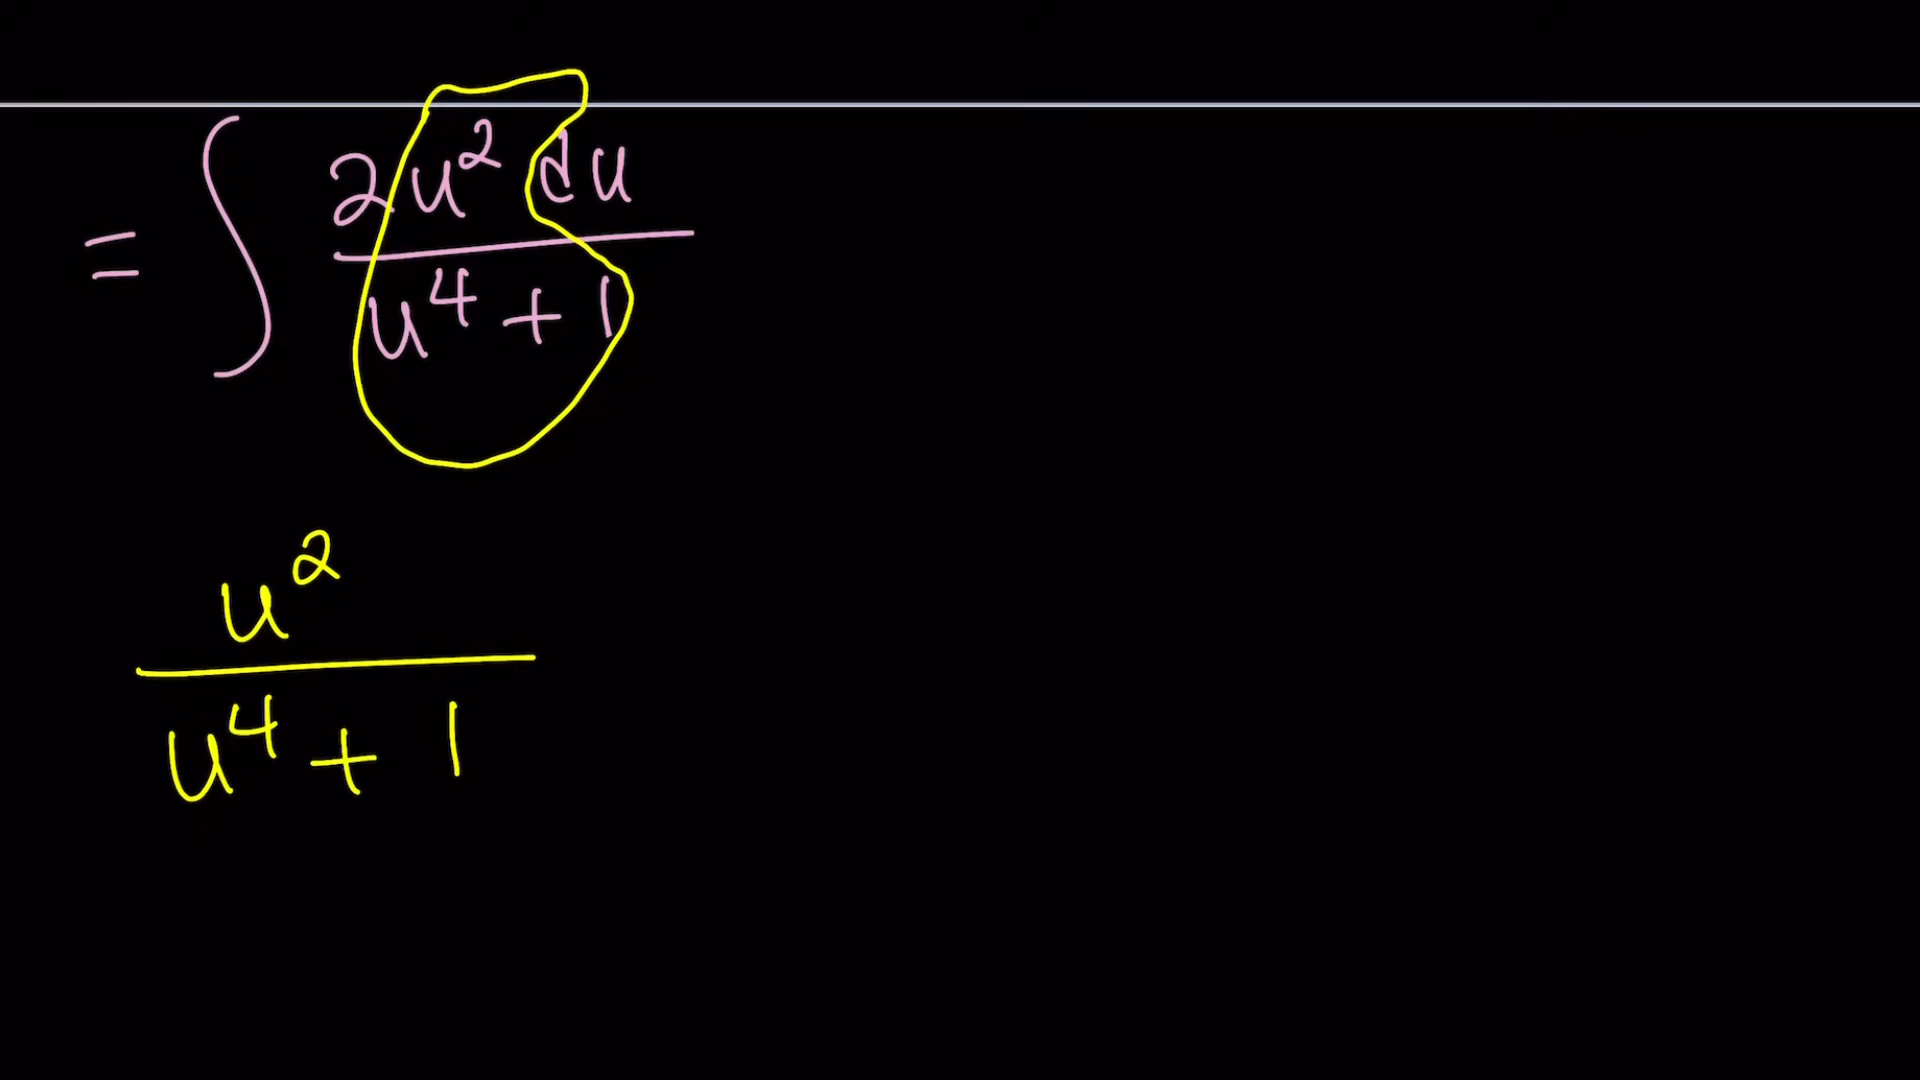 = ∫ 2u² du / u⁴ + 1
u²
u⁴ + 1